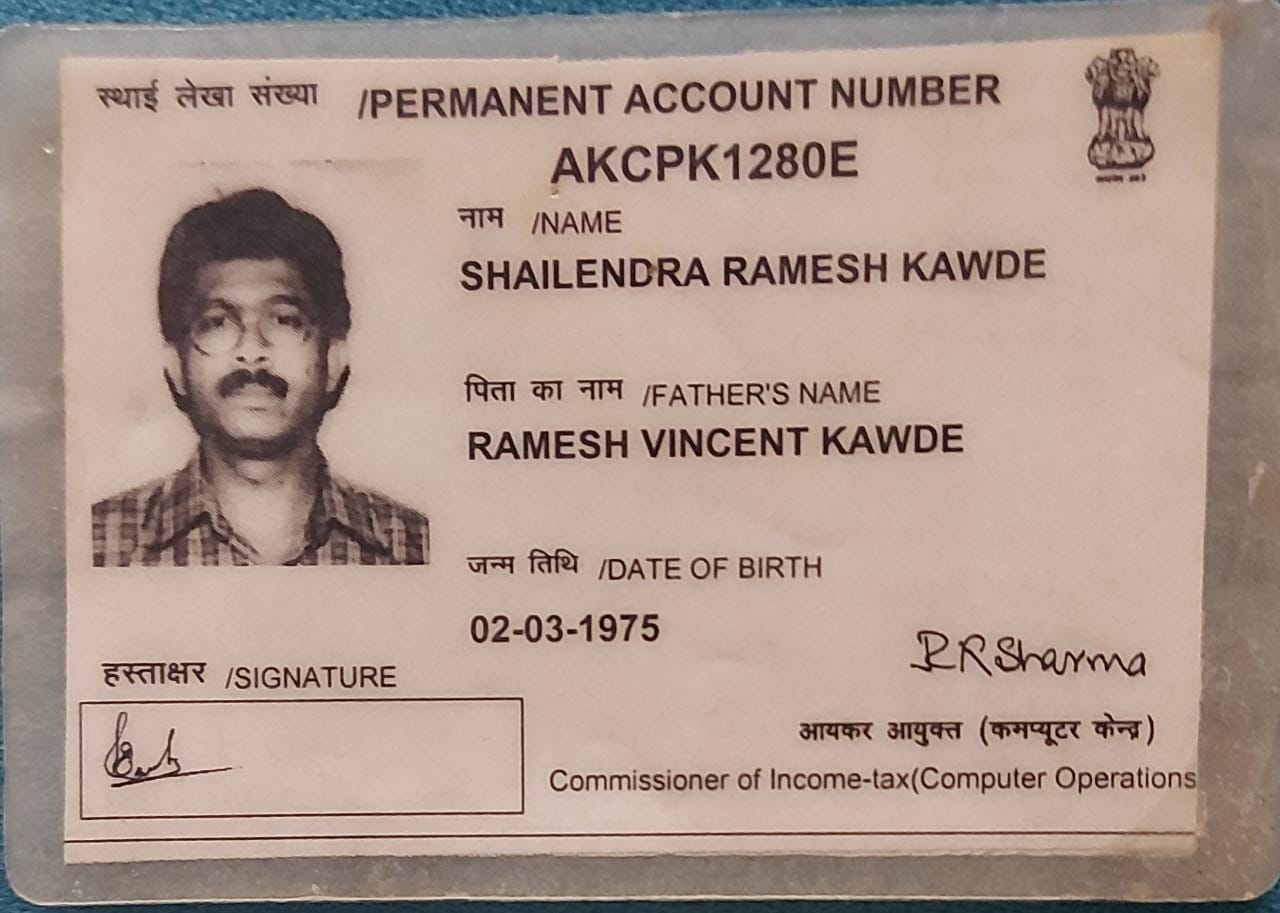 स्थाई लेखा संख्या /PERMANENT ACCOUNT NUMBER
AKCPK1280E
नाम /NAME
SHAILENDRA RAMESH KAWDE
पिता का नाम /FATHER'S NAME
RAMESH VINCENT KAWDE
जन्म तिथि /DATE OF BIRTH
02-03-1975
RRSharma
हस्ताक्षर /SIGNATURE
आयकर आयुक्त (कमप्यूटर केन्द्र)
Commissioner of Income-tax(Computer Operations